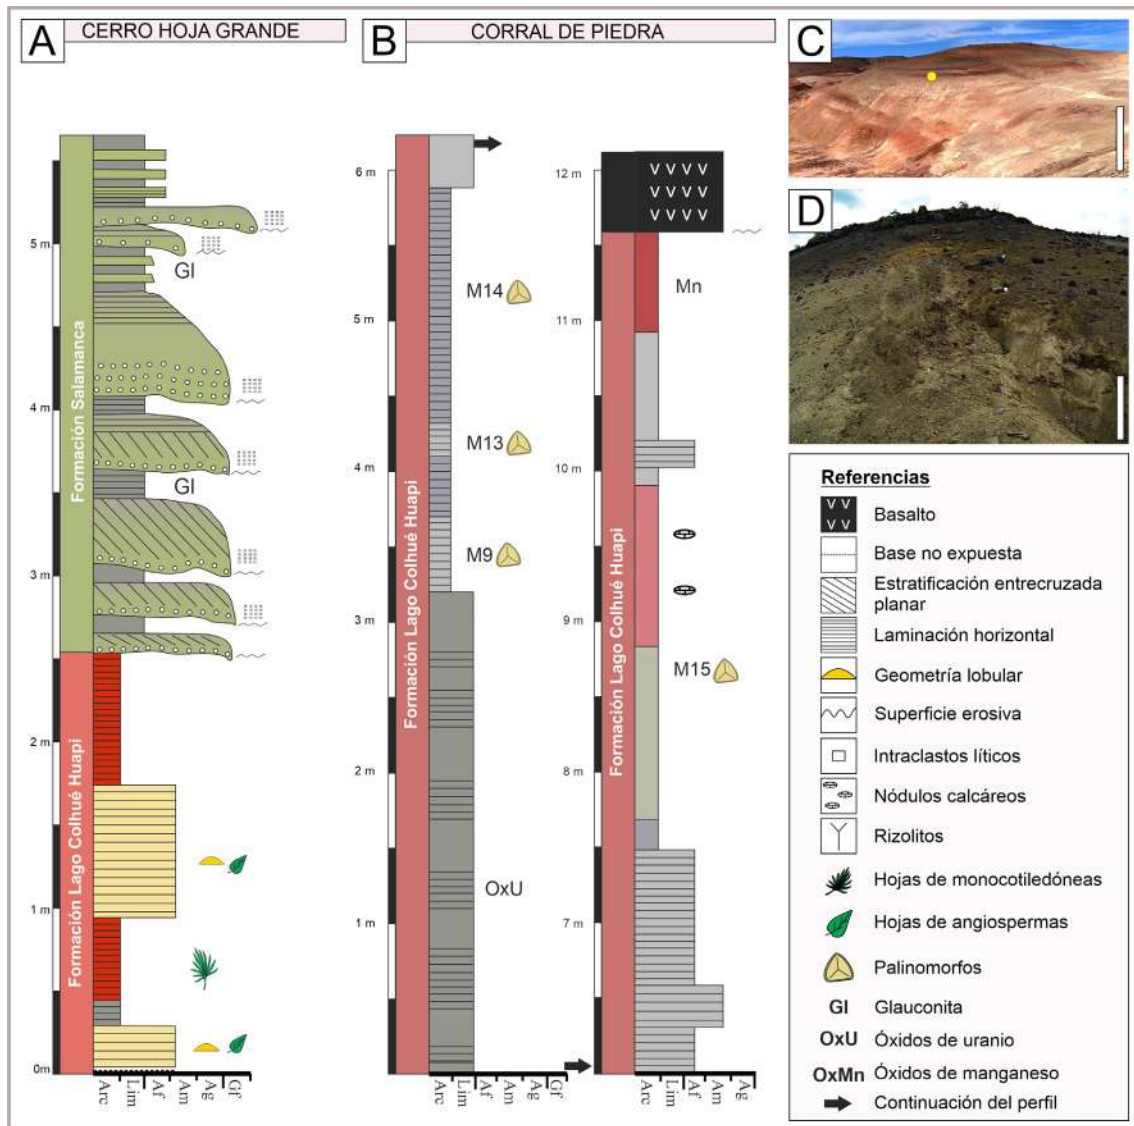 A
CERRO HOJA GRANDE
Formación Salamanca
Formación Lago Colhué Huapi
5 m
4 m
3 m
2 m
1 m
0m
Gl
Gl
Arc
Lim
Af
Am
Ag
Gf
B
CORRAL DE PIEDRA
Formación Lago Colhué Huapi
6 m
5 m
4 m
3 m
2 m
1 m
M14
M13
M9
OxU
Arc
Lim
Af
Am
Ag
Gf
Formación Lago Colhué Huapi
12 m
11 m
10 m
9 m
8 m
7 m
V V V V
V V V V
V V V V
Mn
M15
Arc
Lim
Af
Am
Ag
C
D
Referencias
V V
V V
Basalto
Base no expuesta
Estratificación entrecruzada
planar
Laminación horizontal
Geometría lobular
Superficie erosiva
Intraclastos líticos
Nódulos calcáreos
Rizolitos
Hojas de monocotiledóneas
Hojas de angiospermas
Palinomorfos
Gl Glauconita
OxU Óxidos de uranio
OxMn Óxidos de manganeso
Continuación del perfil